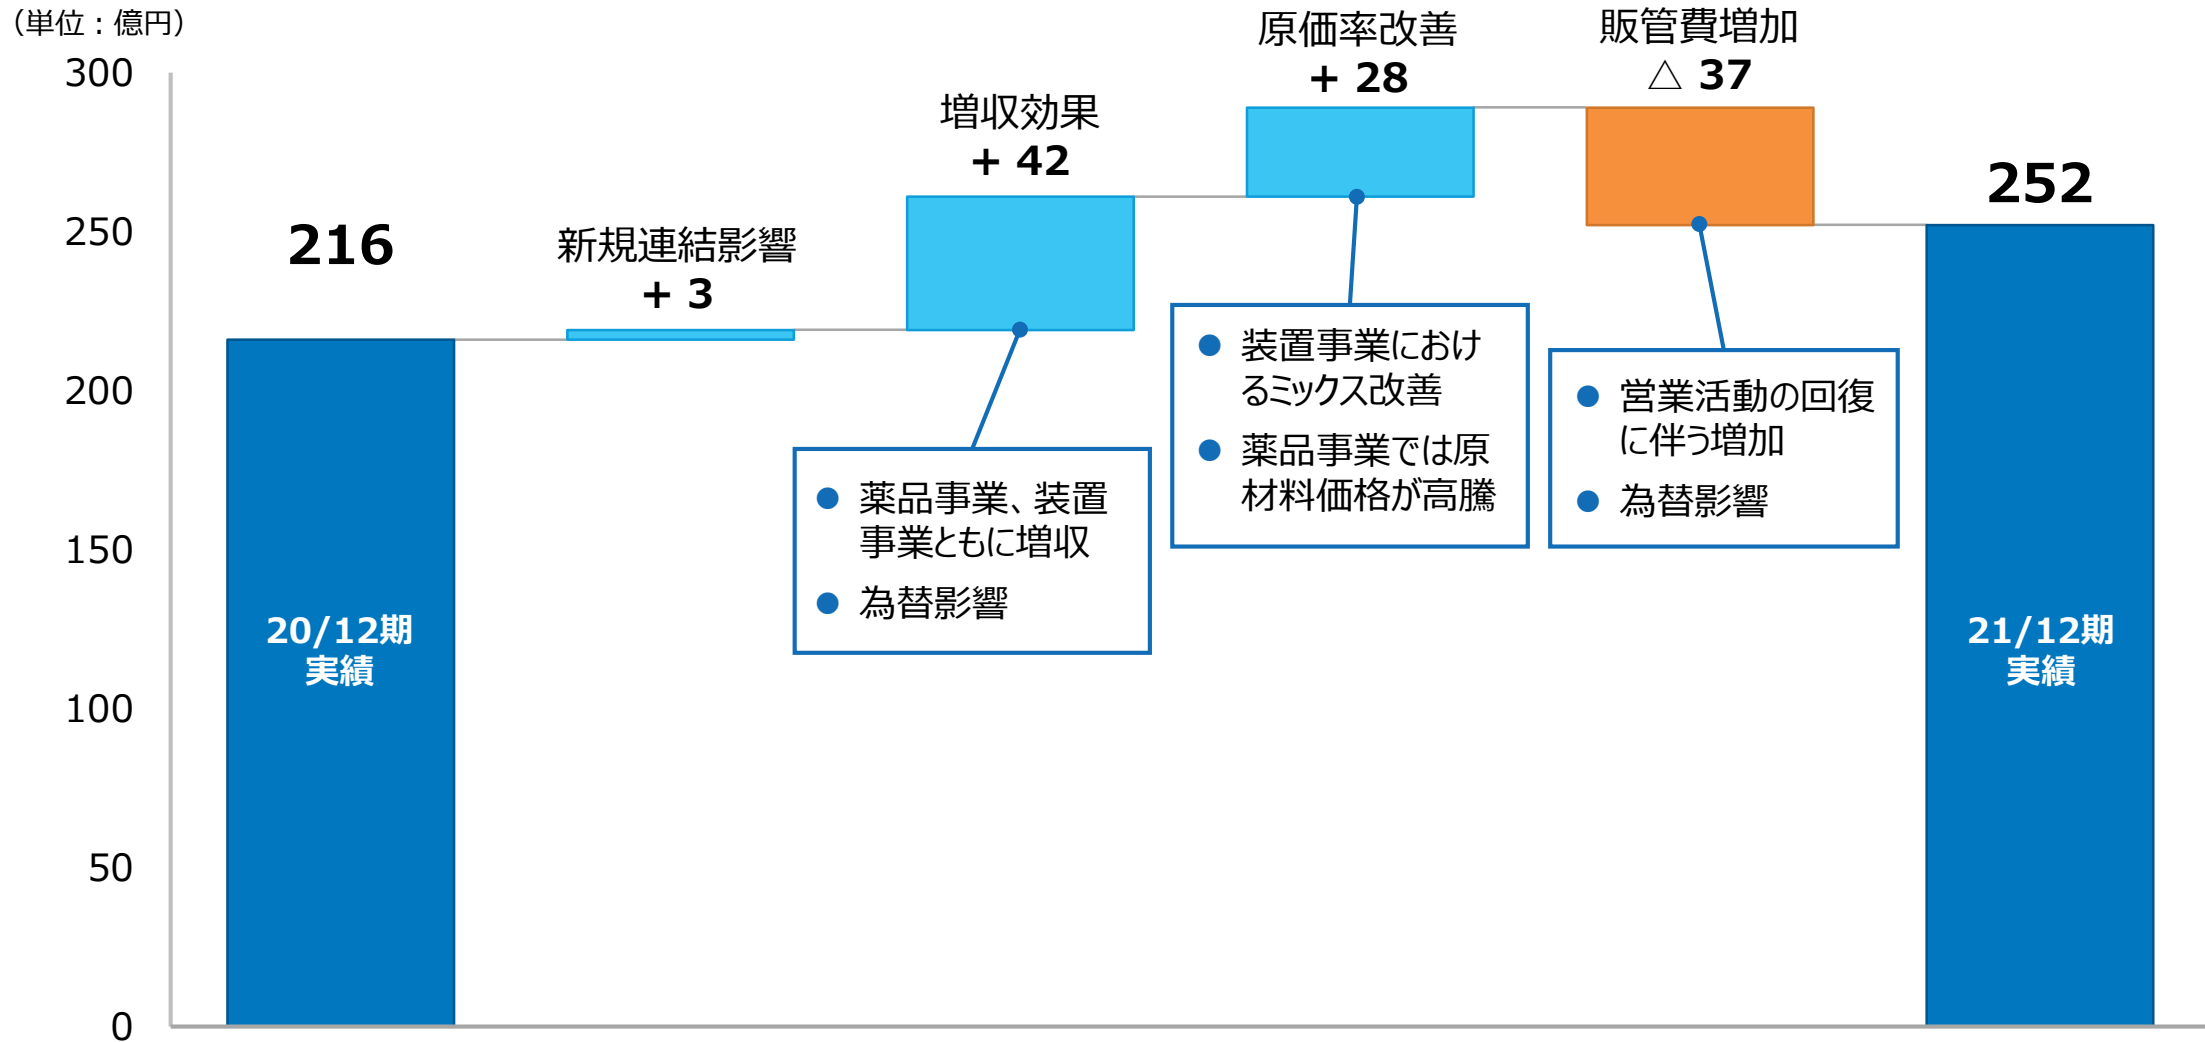 （単位：億円）
300
250
200
150
100
50
0
216
20/12期
実績
新規連結影響
+ 3
増収効果
+ 42
● 薬品事業、装置
事業ともに増収
● 為替影響
原価率改善
+ 28
● 装置事業におけ
るミックス改善
● 薬品事業では原
材料価格が高騰
販管費増加
△ 37
● 営業活動の回復
に伴う増加
● 為替影響
252
21/12期
実績